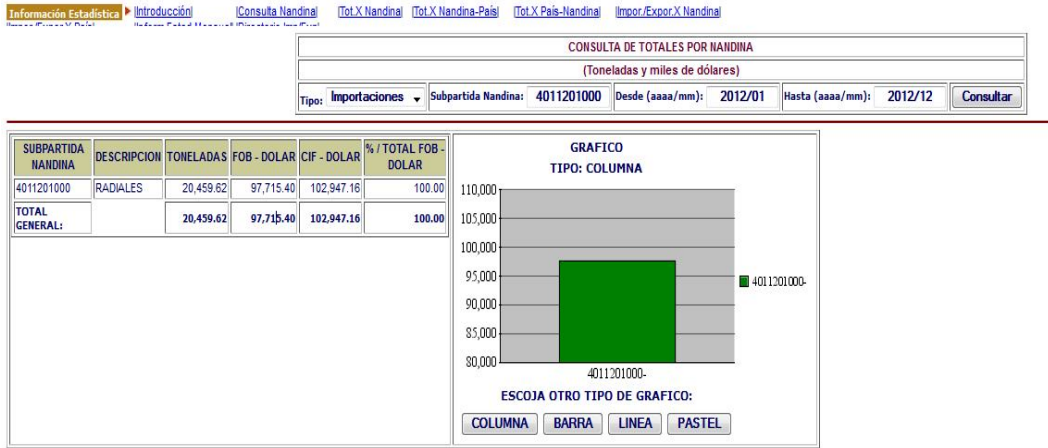 Información Estadística |Introducción| |Consulta Nandina| |Tot.X Nandina| |Tot.X Nandina-País| |Tot.X País-Nandina| |Impor./Expor.X Nandina|
CONSULTA DE TOTALES POR NANDINA
(Toneladas y miles de dólares)
Tipo: Importaciones Subpartida Nandina: 4011201000 Desde (aaaa/mm): 2012/01 Hasta (aaaa/mm): 2012/12 Consultar
SUBPARTIDA NANDINA DESCRIPCION TONELADAS FOB - DOLAR CIF - DOLAR % / TOTAL FOB - DOLAR
4011201000 RADIALES 20,459.62 97,715.40 102,947.16 100.00
TOTAL GENERAL: 20,459.62 97,715.40 102,947.16 100.00
GRAFICO
TIPO: COLUMNA
110,000
105,000
100,000
95,000
90,000
85,000
80,000
4011201000-
4011201000-
ESCOJA OTRO TIPO DE GRAFICO:
COLUMNA BARRA LINEA PASTEL